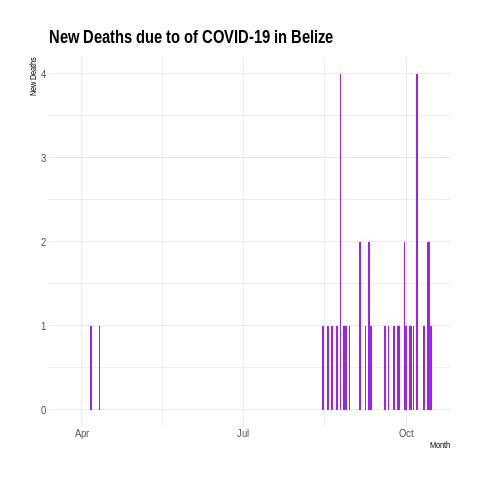 New Deaths due to of COVID-19 in Belize
New Deaths
4
3
2
1
0
Apr
Jul
Oct
Month